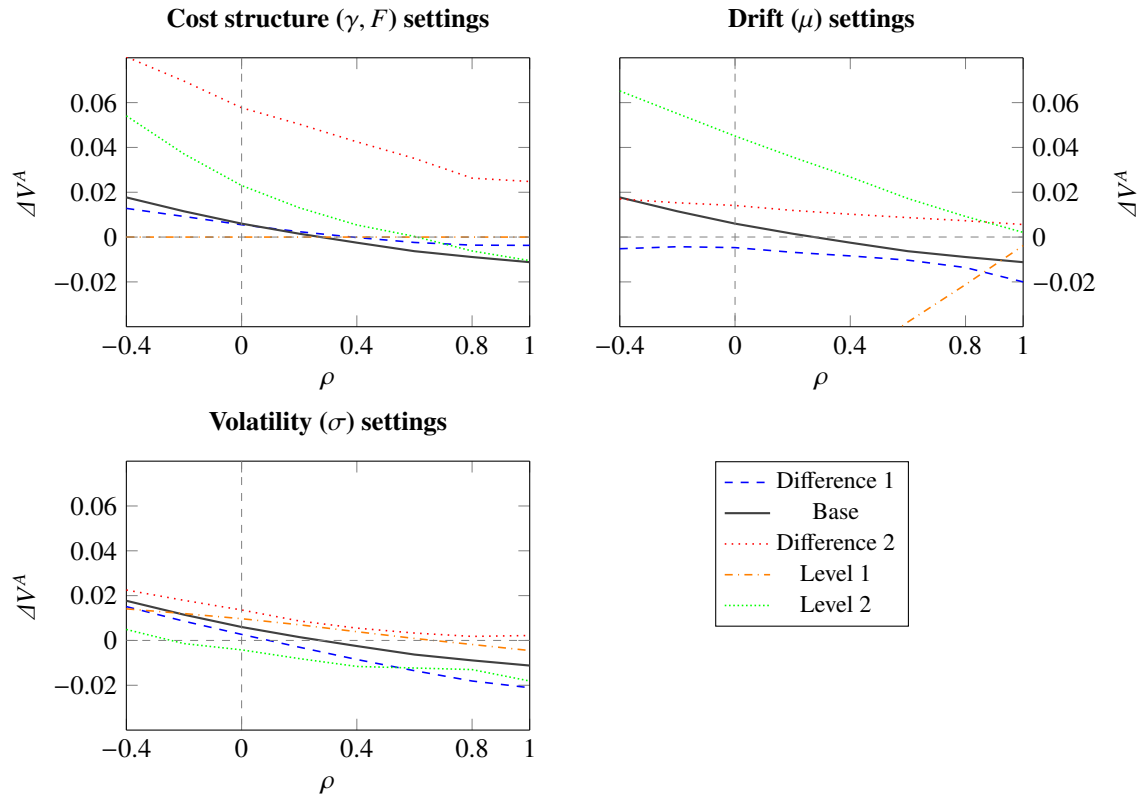 Cost structure (γ, F) settings
0.06
0.04
0.02
0
−0.02
ΔV^A
−0.4 0 0.4 0.8 1
ρ
Drift (μ) settings
0.06
0.04
0.02
0
−0.02
ΔV^A
−0.4 0 0.4 0.8 1
ρ
Volatility (σ) settings
0.06
0.04
0.02
0
−0.02
ΔV^A
−0.4 0 0.4 0.8 1
ρ
Difference 1
Base
Difference 2
Level 1
Level 2